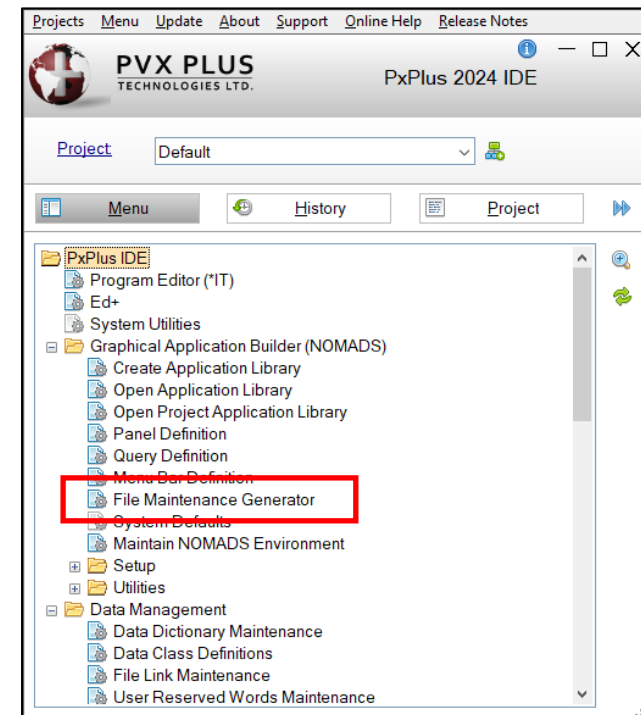 Projects Menu Update About Support Online Help Release Notes
PVX PLUS
TECHNOLOGIES LTD.
PxPlus 2024 IDE
Project: Default
Menu History Project
PxPlus IDE
Program Editor (*IT)
Ed+
System Utilities
Graphical Application Builder (NOMADS)
Create Application Library
Open Application Library
Open Project Application Library
Panel Definition
Query Definition
Menu Bar Definition
File Maintenance Generator
System Defaults
Maintain NOMADS Environment
Setup
Utilities
Data Management
Data Dictionary Maintenance
Data Class Definitions
File Link Maintenance
User Reserved Words Maintenance